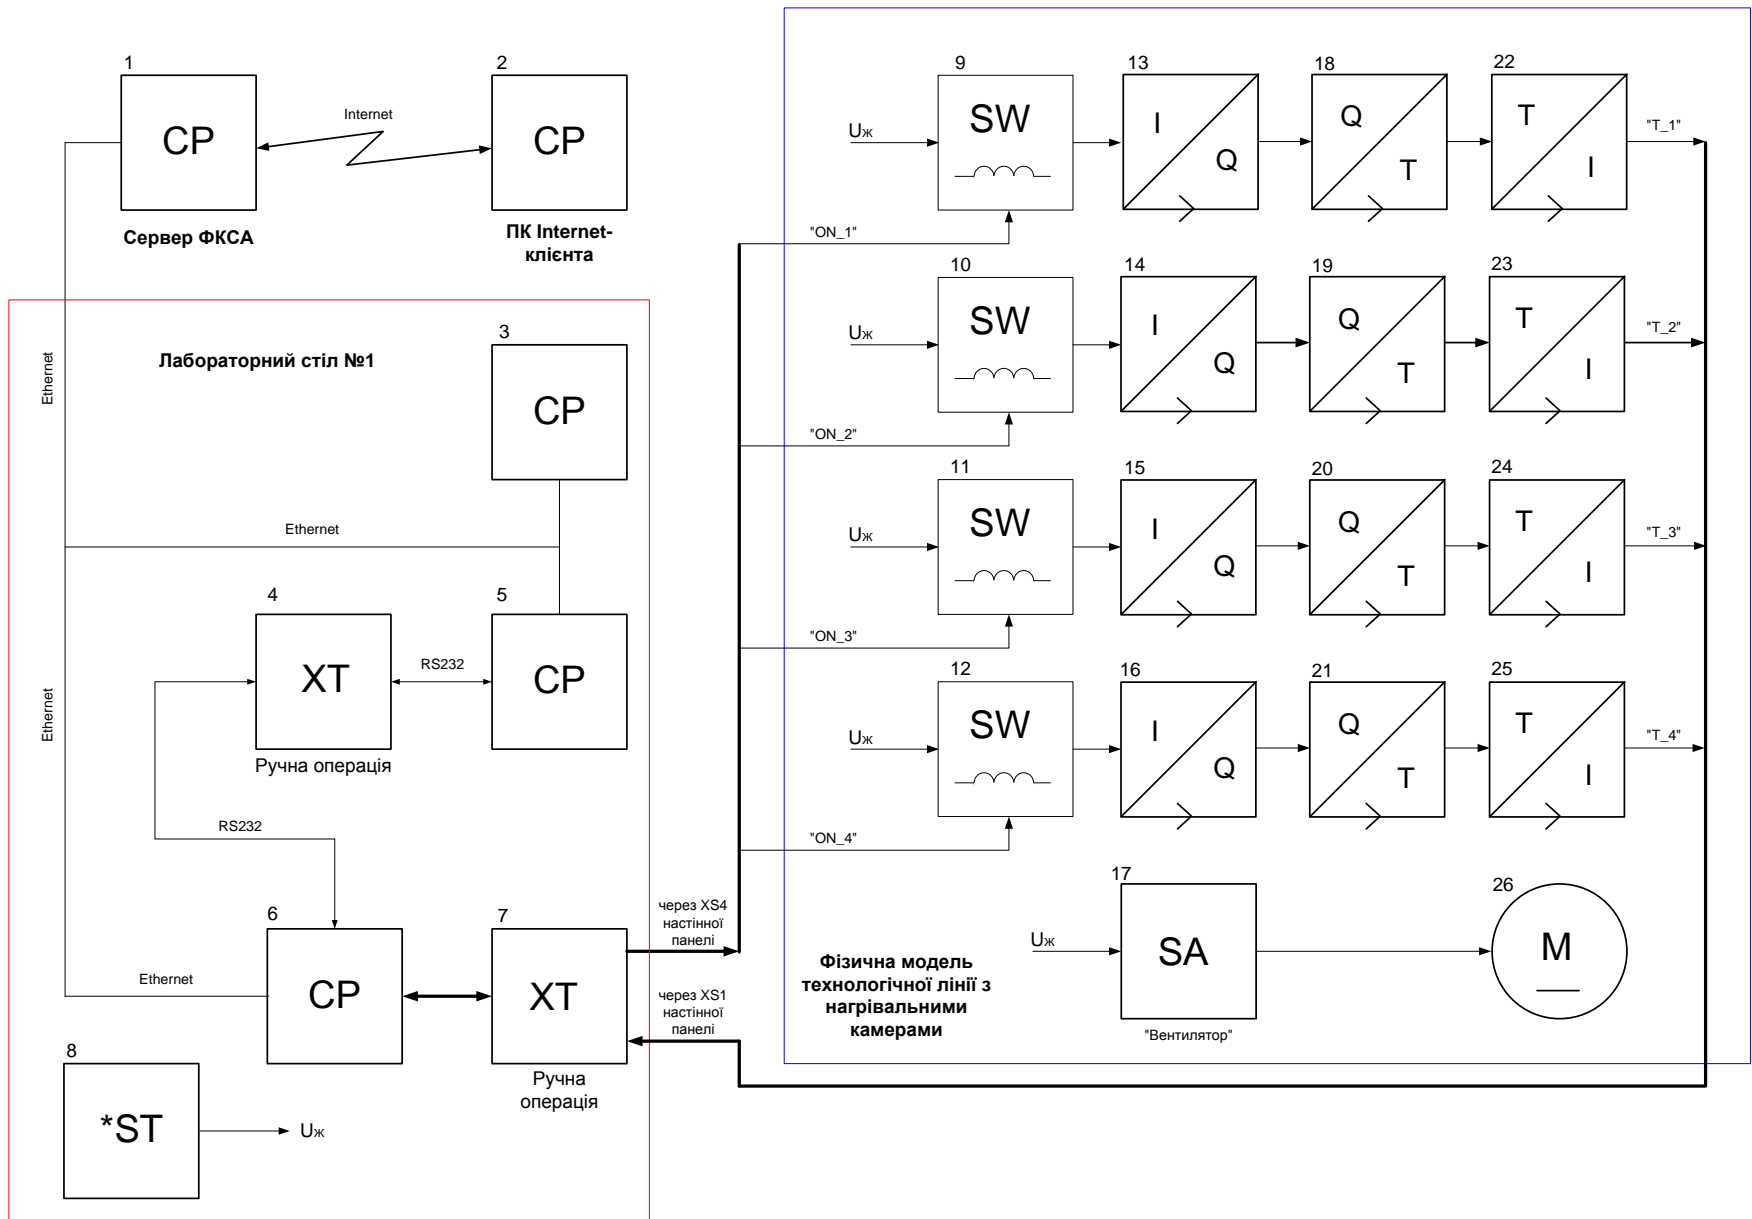 1
CP
Сервер ФКСА
Internet
2
CP
ПК Internet-
клієнта
Ethernet
Лабораторний стіл №1
3
CP
Ethernet
4
XT
Ручна операція
RS232
5
CP
Ethernet
RS232
6
CP
Ethernet
7
XT
Ручна
операція
8
*ST
Uж
через XS4
настінної
панелі
через XS1
настінної
панелі
Uж
9
SW
13
I
Q
18
Q
T
22
T
I
"T_1"
"ON_1"
Uж
10
SW
14
I
Q
19
Q
T
23
T
I
"T_2"
"ON_2"
Uж
11
SW
15
I
Q
20
Q
T
24
T
I
"T_3"
"ON_3"
Uж
12
SW
16
I
Q
21
Q
T
25
T
I
"T_4"
"ON_4"
Фізична модель
технологічної лінії з
нагрівальними
камерами
Uж
17
SA
"Вентилятор"
26
M